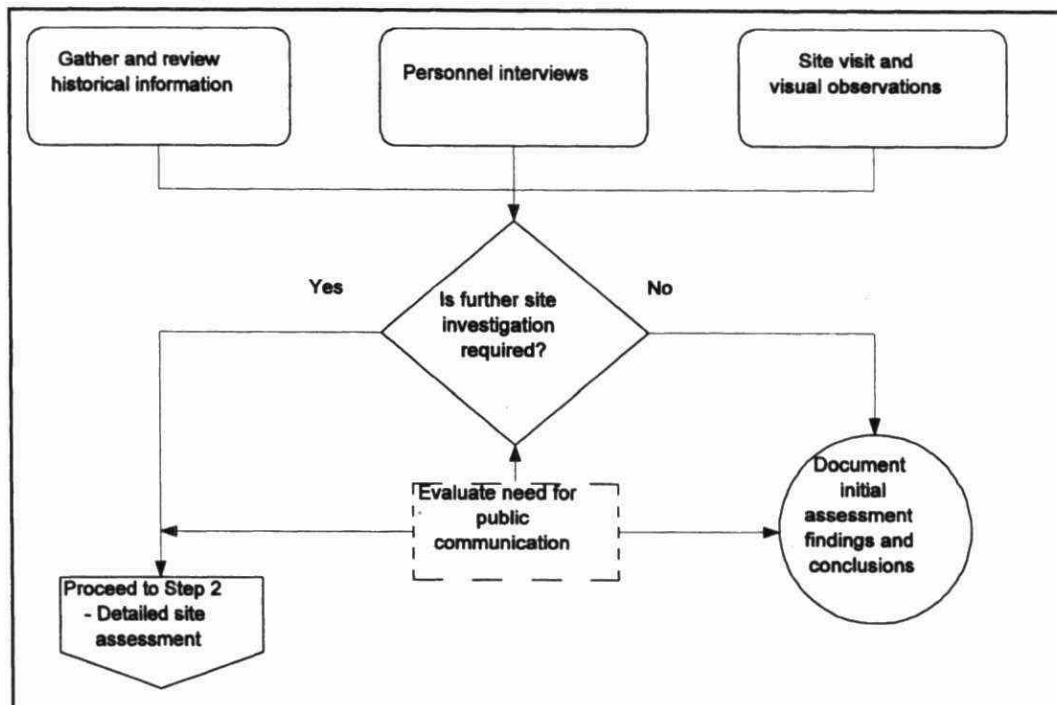 Gather and review
historical information
Personnel interviews
Site visit and
visual observations
Yes
Is further site
investigation
required?
No
Evaluate need for
public
communication
Document
initial
assessment
findings and
conclusions
Proceed to Step 2
- Detailed site
assessment